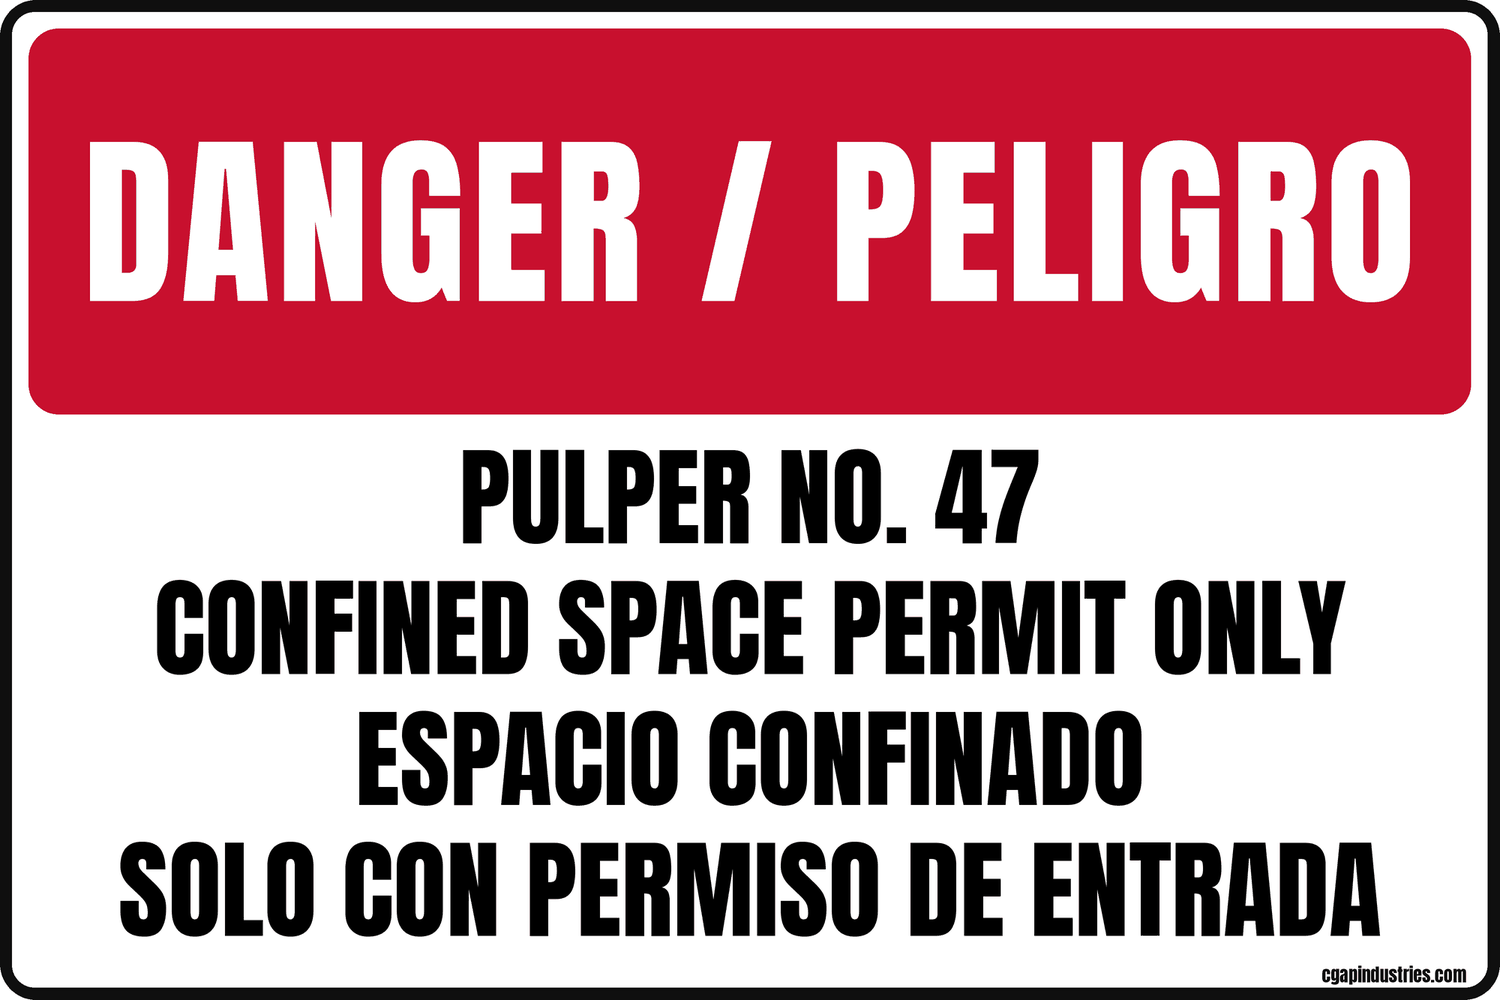 DANGER / PELIGRO
PULPER NO. 47
CONFINED SPACE PERMIT ONLY
ESPACIO CONFINADO
SOLO CON PERMISO DE ENTRADA
cgapindustries.com